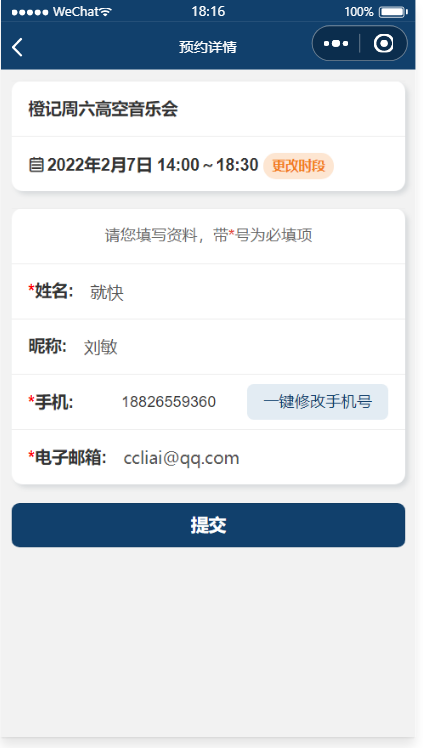 WeChat 18:16 100%
预约详情
橙记周六高空音乐会
2022年2月7日 14:00～18:30 更改时段
请您填写资料，带*号为必填项
*姓名: 就快
昵称: 刘敏
*手机: 18826559360 一键修改手机号
*电子邮箱: ccliai@qq.com
提交